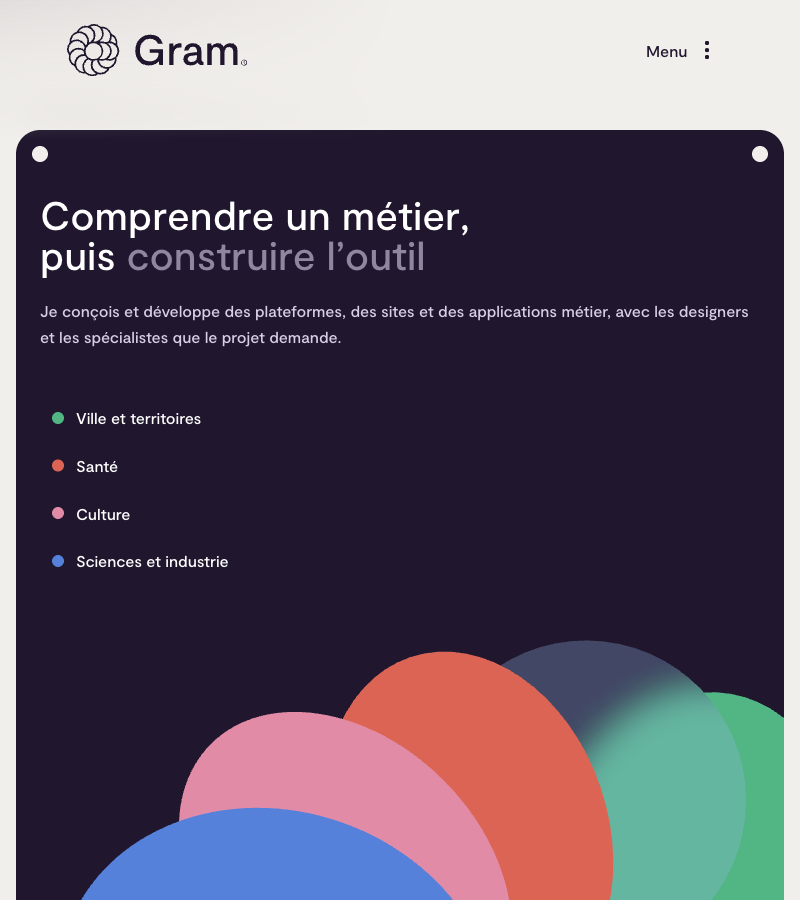 Gram.
Menu
Comprendre un métier,
puis construire l’outil
Je conçois et développe des plateformes, des sites et des applications métier, avec les designers
et les spécialistes que le projet demande.
Ville et territoires
Santé
Culture
Sciences et industrie